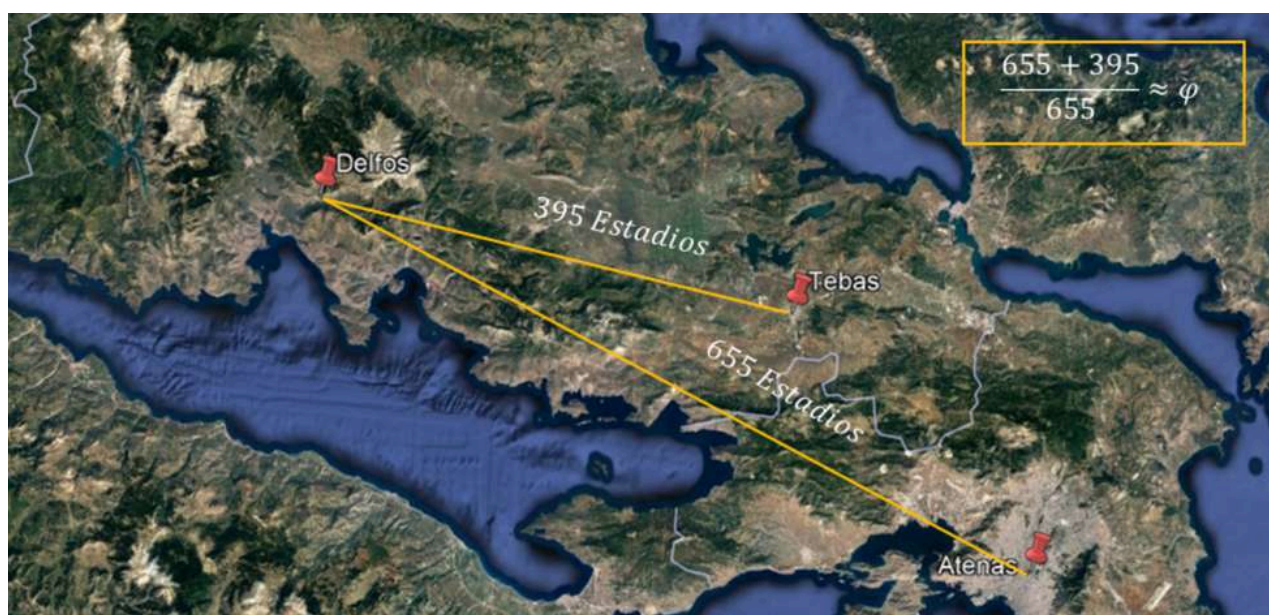 655 + 395
655
≈ φ
Delfos
395 Estadios
Tebas
655 Estadios
Atenas